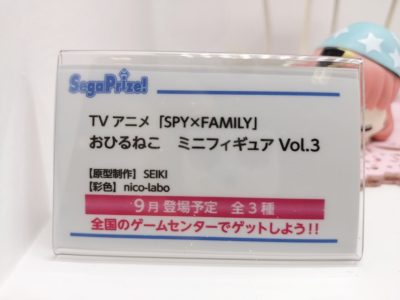 SegaPrize!
TVアニメ「SPY×FAMILY」
おひるねこ ミニフィギュア Vol.3
【原型制作】SEIKI
【彩色】nico-labo
9月登場予定 全3種
全国のゲームセンターでゲットしよう!!